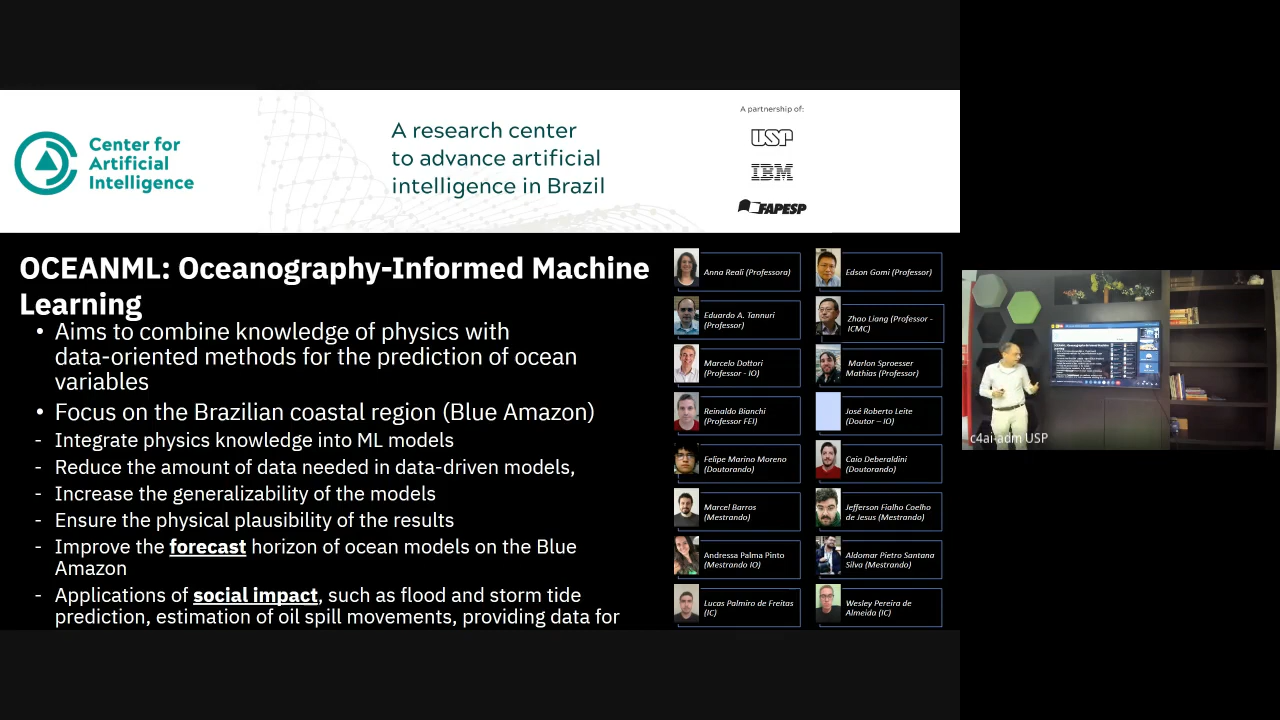 Center for
Artificial
Intelligence
A research center
to advance artificial
intelligence in Brazil
A partnership of:
USP
IBM
FAPESP
OCEANML: Oceanography-Informed Machine
Learning
• Aims to combine knowledge of physics with
data-oriented methods for the prediction of ocean
variables
• Focus on the Brazilian coastal region (Blue Amazon)
- Integrate physics knowledge into ML models
- Reduce the amount of data needed in data-driven models,
- Increase the generalizability of the models
- Ensure the physical plausibility of the results
- Improve the forecast horizon of ocean models on the Blue
Amazon
- Applications of social impact, such as flood and storm tide
prediction, estimation of oil spill movements, providing data for
Anna Reali (Professora)
Edson Gomi (Professor)
Eduardo A. Tannuri
(Professor)
Zhao Liang (Professor -
ICMC)
Marcelo Dottori
(Professor - IO)
Marlon Sproesser
Mathias (Professor)
Reinaldo Bianchi
(Professor FEI)
José Roberto Leite
(Doutor – IO)
Felipe Marino Moreno
(Doutorando)
Caio Deberaldini
(Doutorando)
Marcel Barros
(Mestrando)
Jefferson Fialho Coelho
de Jesus (Mestrando)
Andressa Palma Pinto
(Mestrando IO)
Aldomar Pietro Santana
Silva (Mestrando)
Lucas Palmiro de Freitas
(IC)
Wesley Pereira de
Almeida (IC)
c4ai-adm USP